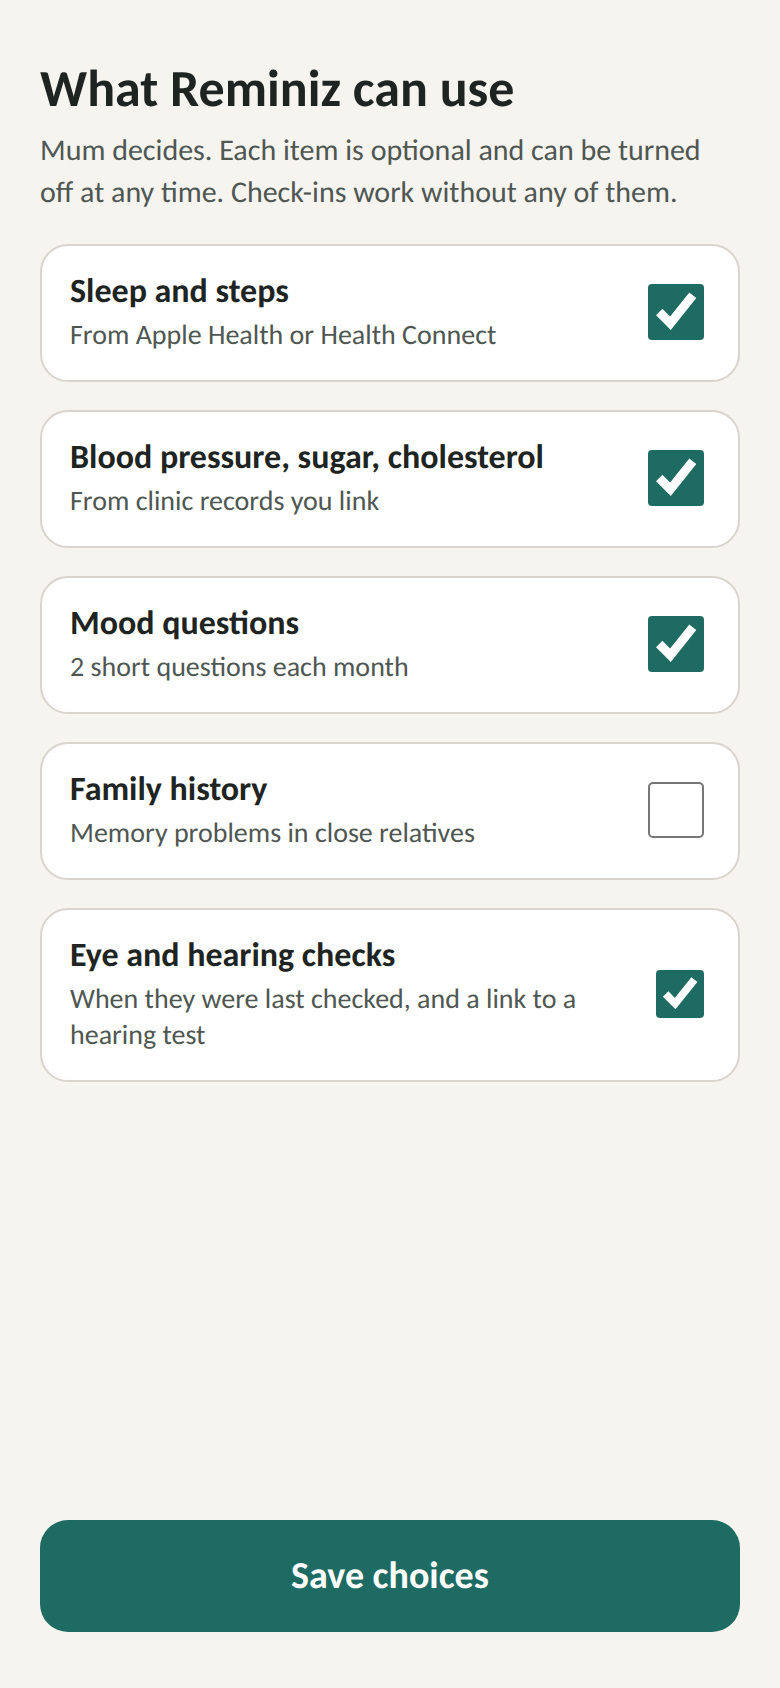 What Reminiz can use
Mum decides. Each item is optional and can be turned
off at any time. Check-ins work without any of them.
Sleep and steps
From Apple Health or Health Connect
Blood pressure, sugar, cholesterol
From clinic records you link
Mood questions
2 short questions each month
Family history
Memory problems in close relatives
Eye and hearing checks
When they were last checked, and a link to a
hearing test
Save choices